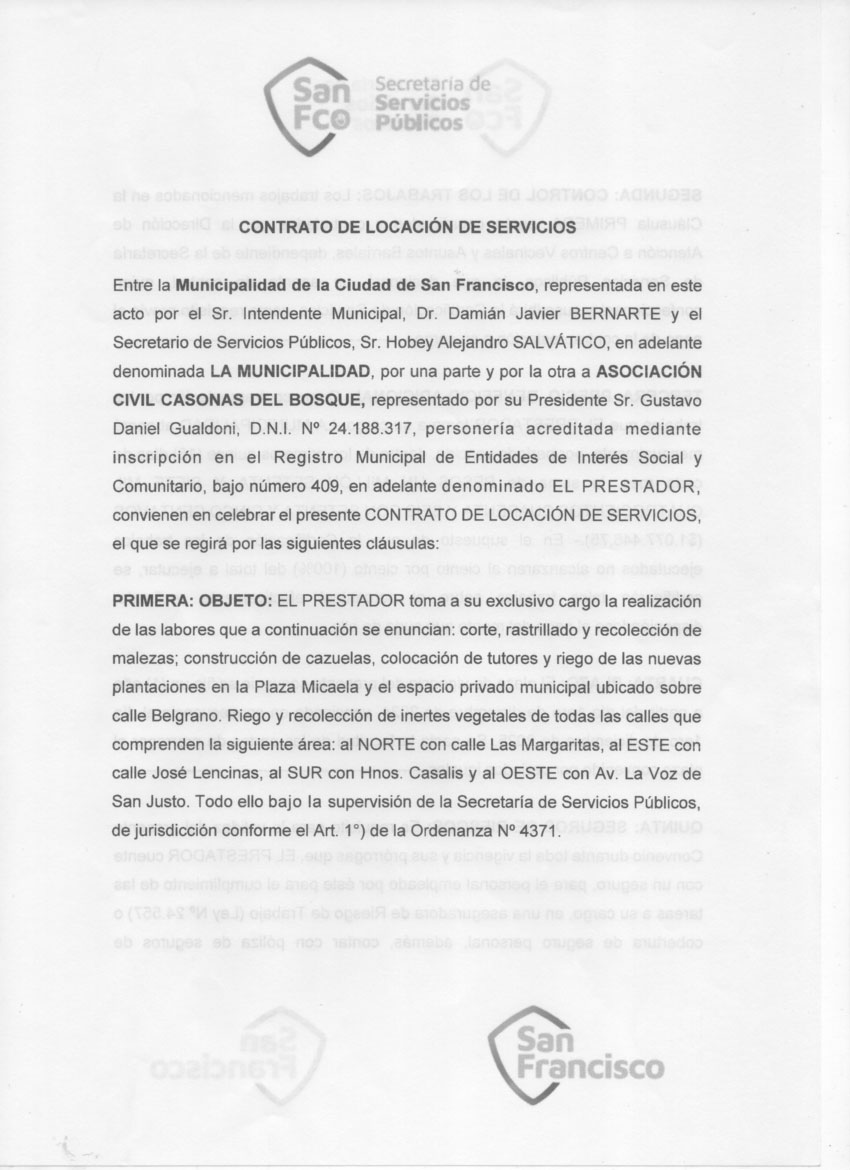 San
Fco
Secretaría de
Servicios
Públicos
CONTRATO DE LOCACIÓN DE SERVICIOS
Entre la Municipalidad de la Ciudad de San Francisco, representada en este
acto por el Sr. Intendente Municipal, Dr. Damián Javier BERNARTE y el
Secretario de Servicios Públicos, Sr. Hobey Alejandro SALVÁTICO, en adelante
denominada LA MUNICIPALIDAD, por una parte y por la otra a ASOCIACIÓN
CIVIL CASONAS DEL BOSQUE, representado por su Presidente Sr. Gustavo
Daniel Gualdoni, D.N.I. Nº 24.188.317, personería acreditada mediante
inscripción en el Registro Municipal de Entidades de Interés Social y
Comunitario, bajo número 409, en adelante denominado EL PRESTADOR,
convienen en celebrar el presente CONTRATO DE LOCACIÓN DE SERVICIOS,
el que se regirá por las siguientes cláusulas:
PRIMERA: OBJETO: EL PRESTADOR toma a su exclusivo cargo la realización
de las labores que a continuación se enuncian: corte, rastrillado y recolección de
malezas; construcción de cazuelas, colocación de tutores y riego de las nuevas
plantaciones en la Plaza Micaela y el espacio privado municipal ubicado sobre
calle Belgrano. Riego y recolección de inertes vegetales de todas las calles que
comprenden la siguiente área: al NORTE con calle Las Margaritas, al ESTE con
calle José Lencinas, al SUR con Hnos. Casalis y al OESTE con Av. La Voz de
San Justo. Todo ello bajo la supervisión de la Secretaría de Servicios Públicos,
de jurisdicción conforme el Art. 1°) de la Ordenanza Nº 4371.
San
Francisco